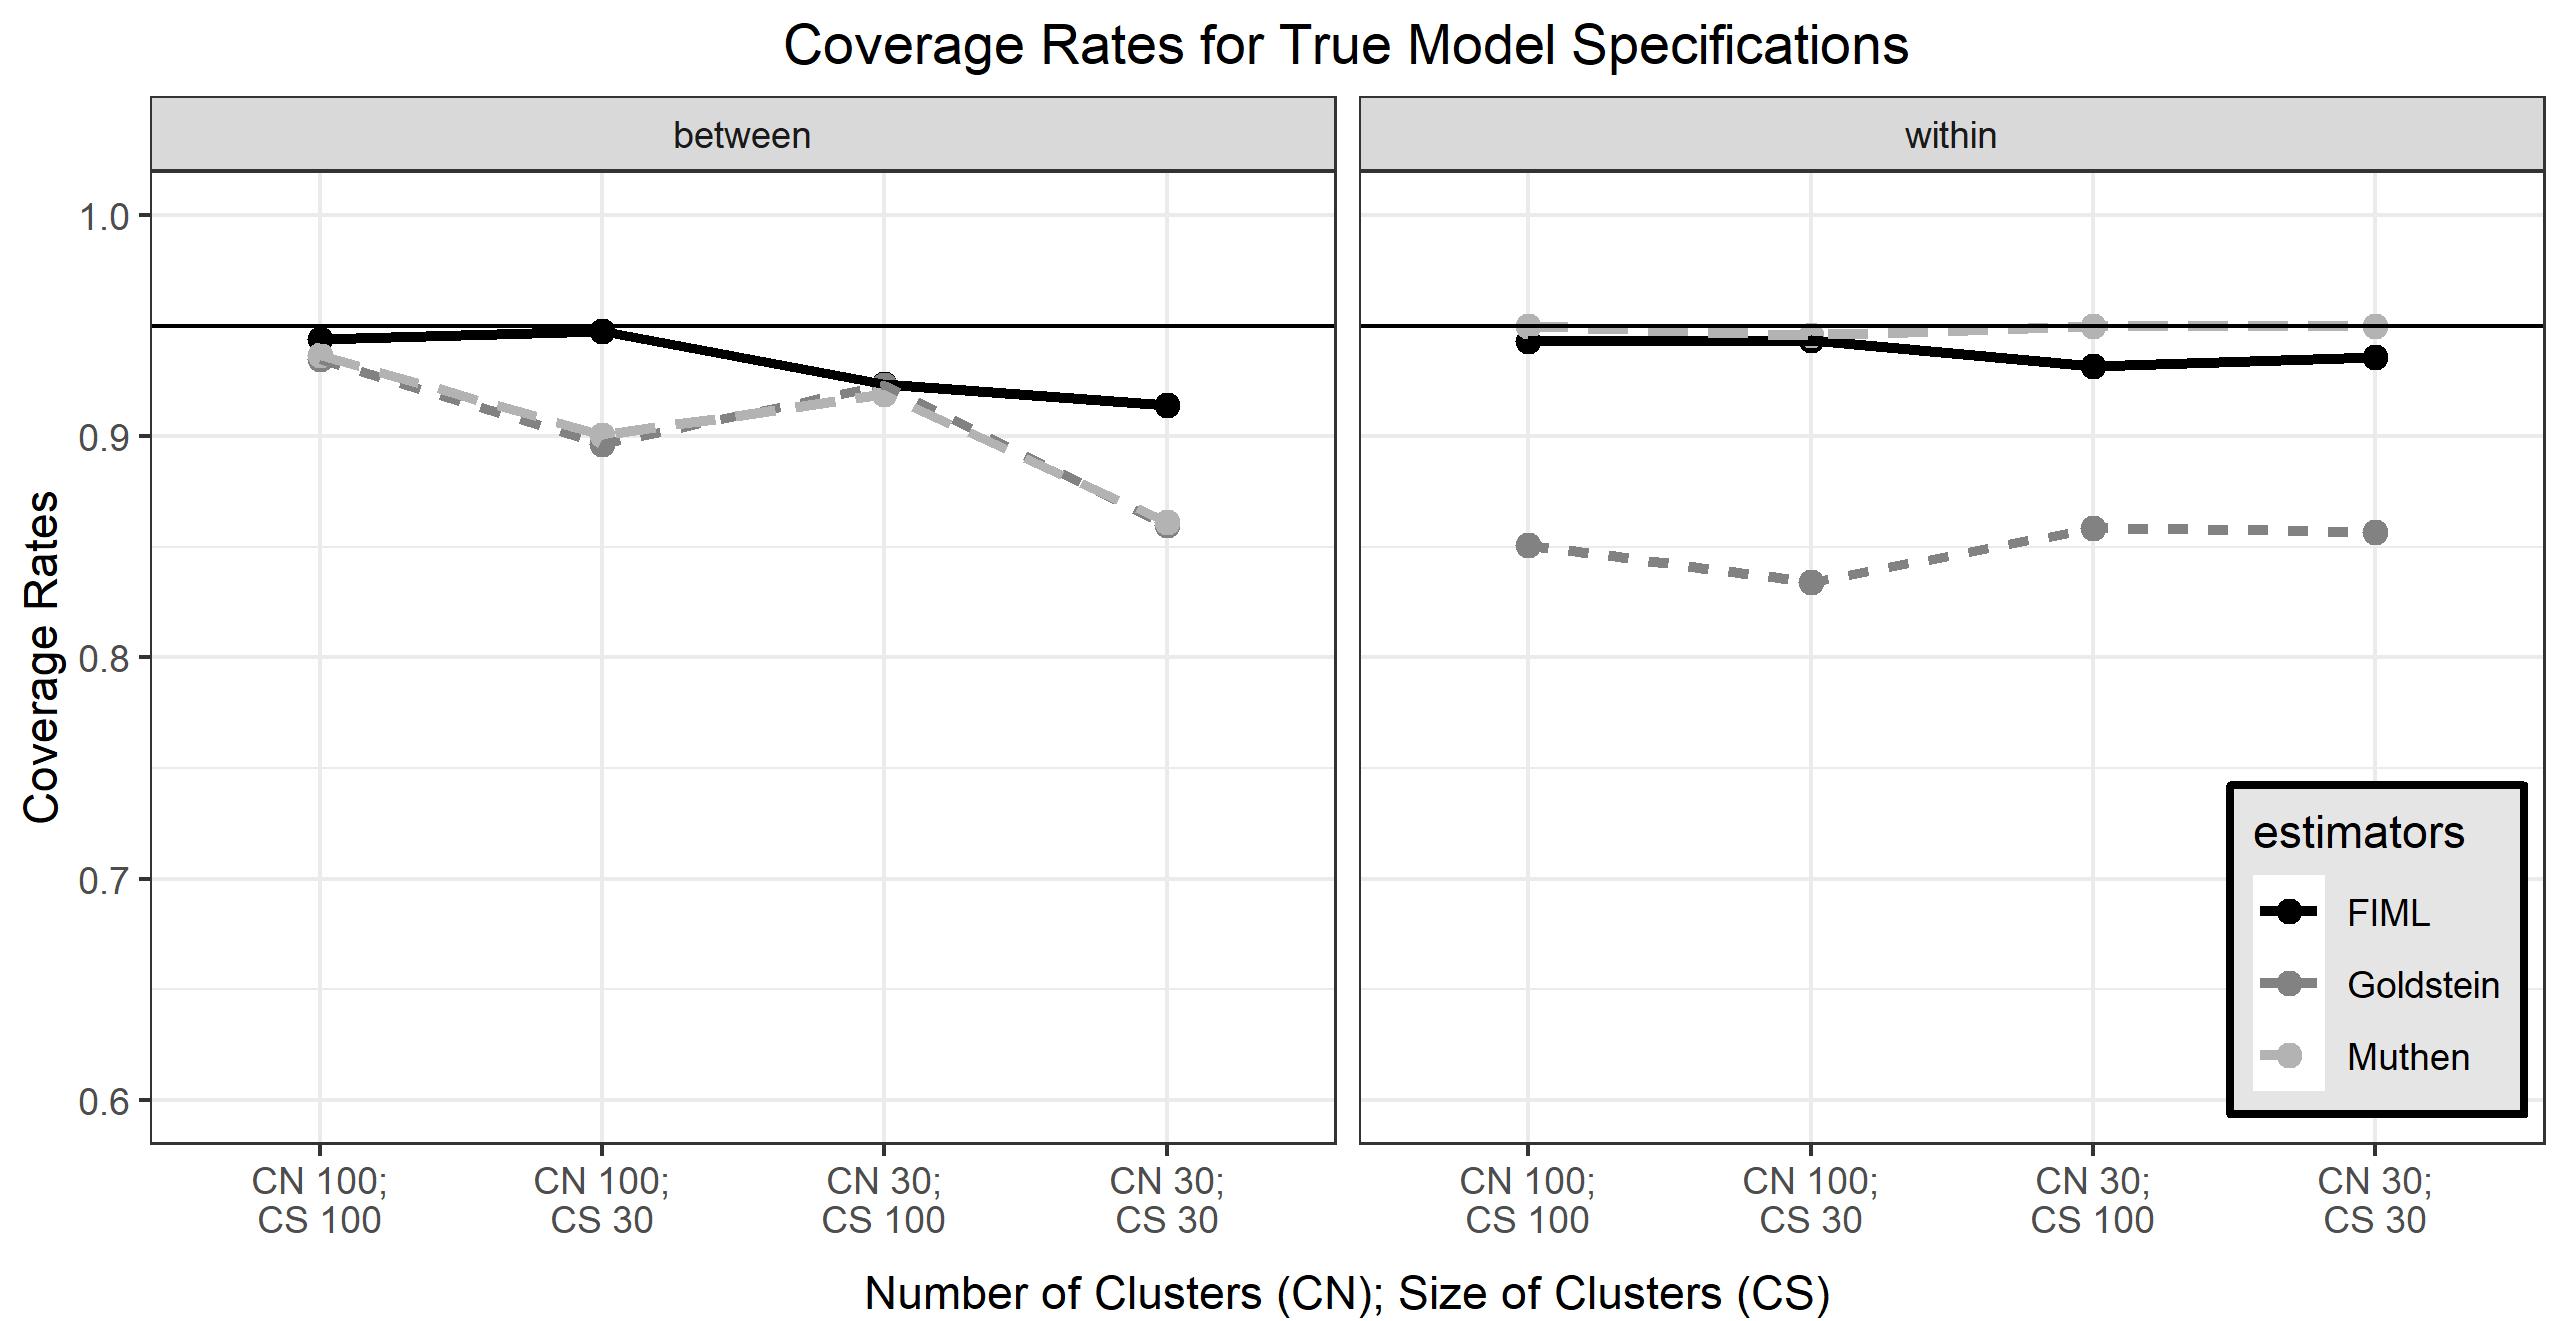 Coverage Rates for True Model Specifications
between
within
Coverage Rates
1.0
0.9
0.8
0.7
0.6
estimators
FIML
Goldstein
Muthen
CN 100;
CS 100
CN 100;
CS 30
CN 30;
CS 100
CN 30;
CS 30
CN 100;
CS 100
CN 100;
CS 30
CN 30;
CS 100
CN 30;
CS 30
Number of Clusters (CN); Size of Clusters (CS)